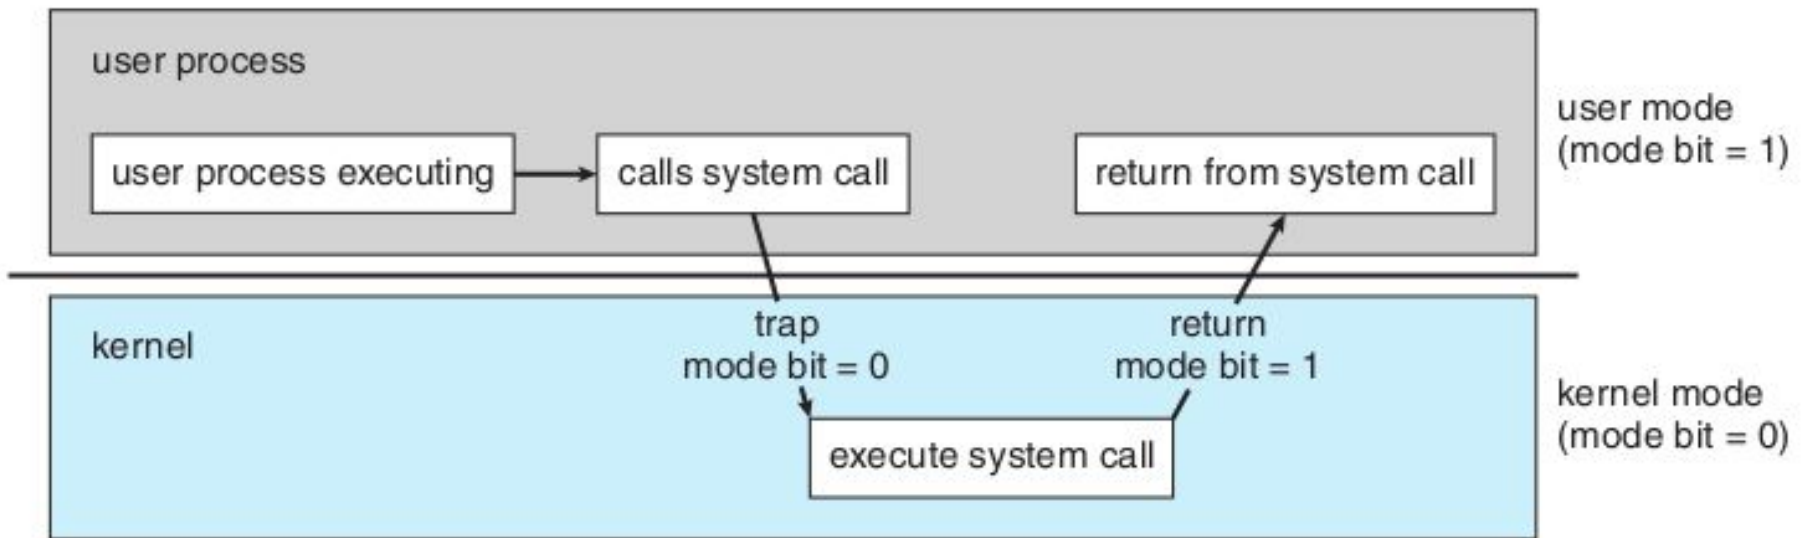 user process
user process executing
calls system call
return from system call
user mode
(mode bit = 1)
kernel
trap
mode bit = 0
return
mode bit = 1
execute system call
kernel mode
(mode bit = 0)